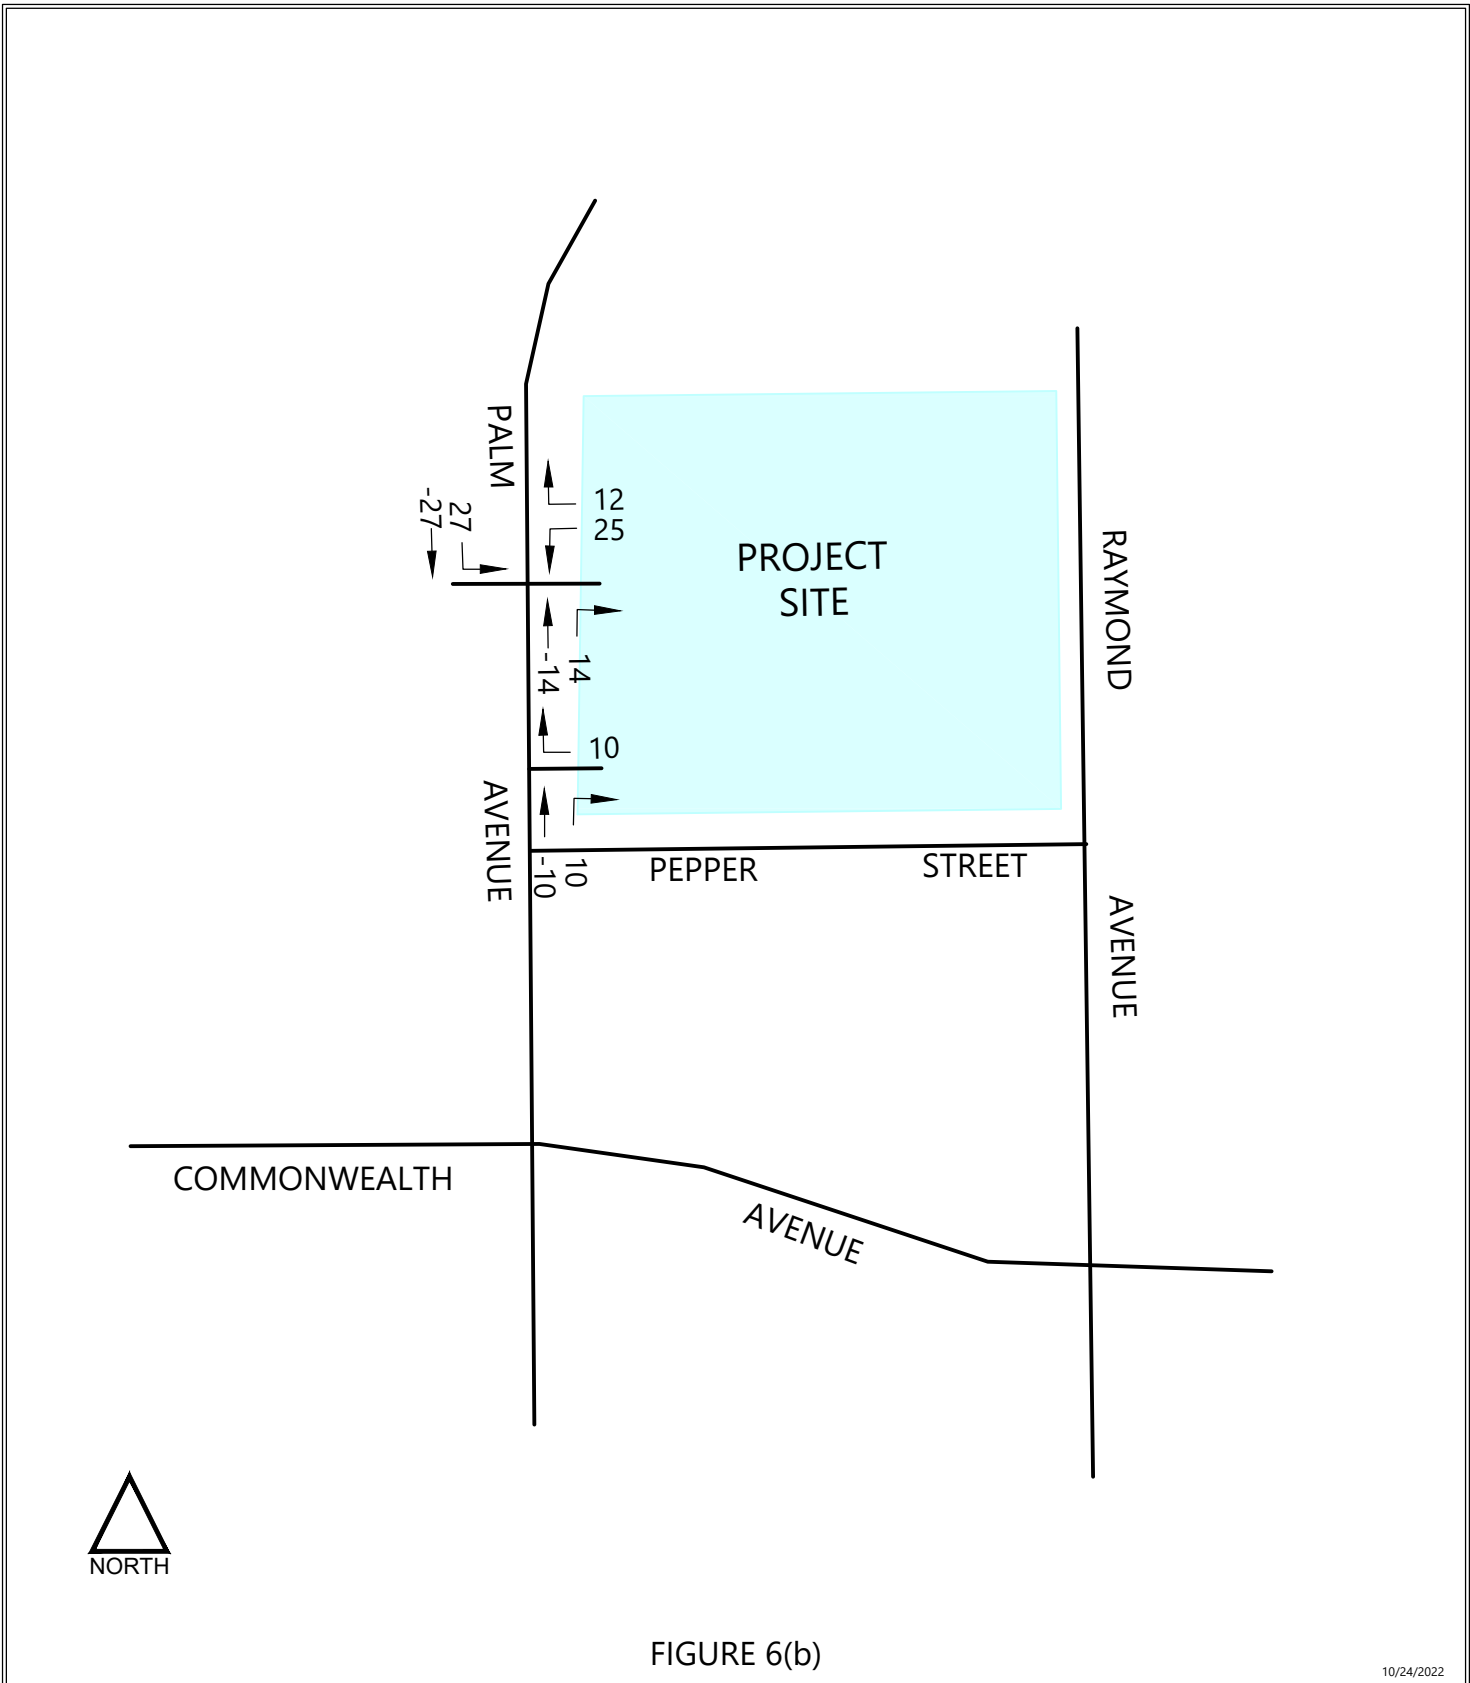 PALM
-27
27
12
25
PROJECT
SITE
RAYMOND
-14
14
10
AVENUE
-10
10
PEPPER
STREET
AVENUE
COMMONWEALTH
AVENUE
NORTH
FIGURE 6(b)
10/24/2022